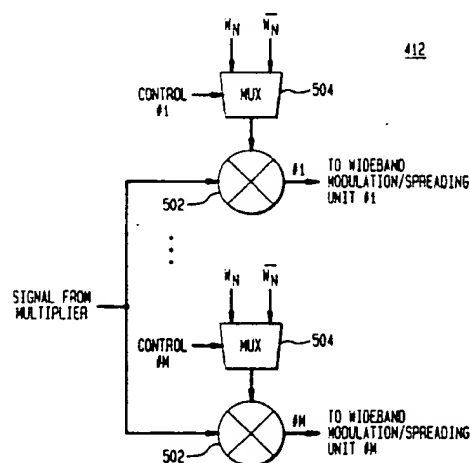 W_N W̅_N
412
MUX
504
CONTROL
#1
#1
TO WIDEBAND
MODULATION/SPREADING
UNIT #1
502
SIGNAL FROM
MULTIPLIER
W_N W̅_N
MUX
504
CONTROL
#M
#M
TO WIDEBAND
MODULATION/SPREADING
UNIT #M
502